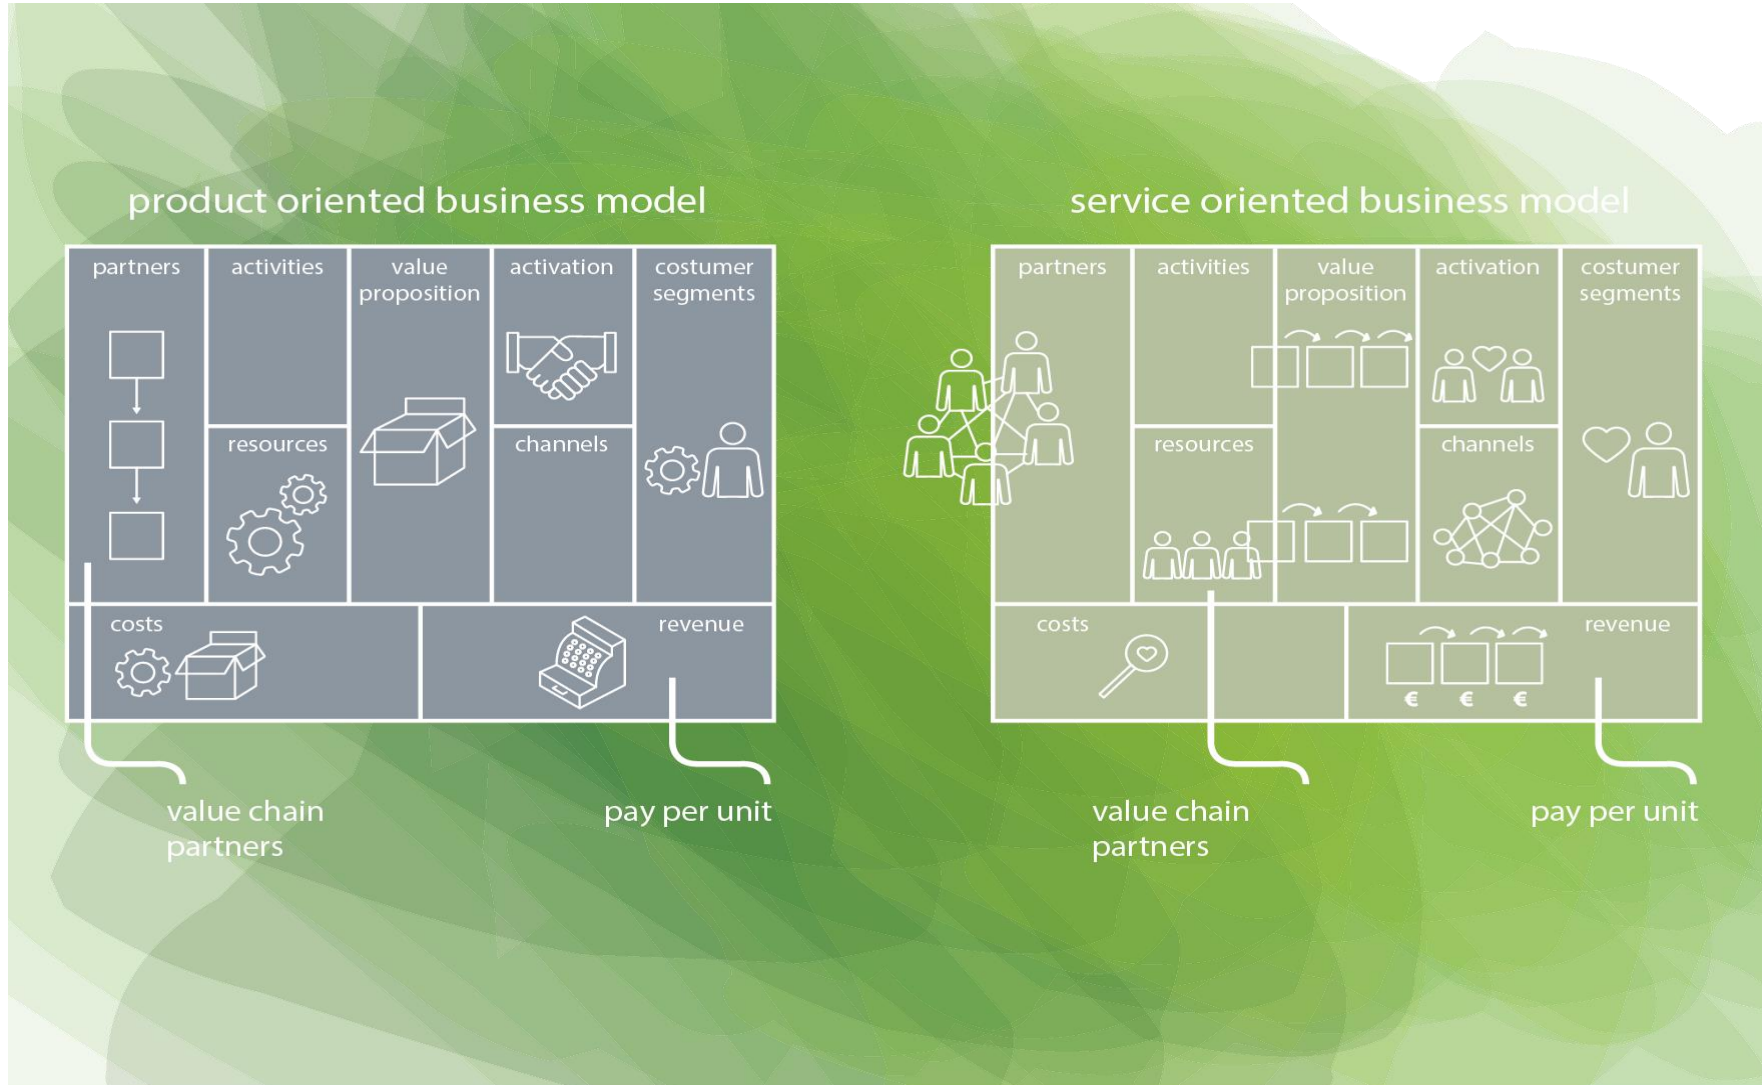 product oriented business model
partners
activities
value
proposition
activation
costumer
segments
resources
channels
costs
revenue
value chain
partners
pay per unit
service oriented business model
partners
activities
value
proposition
activation
costumer
segments
resources
channels
costs
revenue
€ € €
value chain
partners
pay per unit